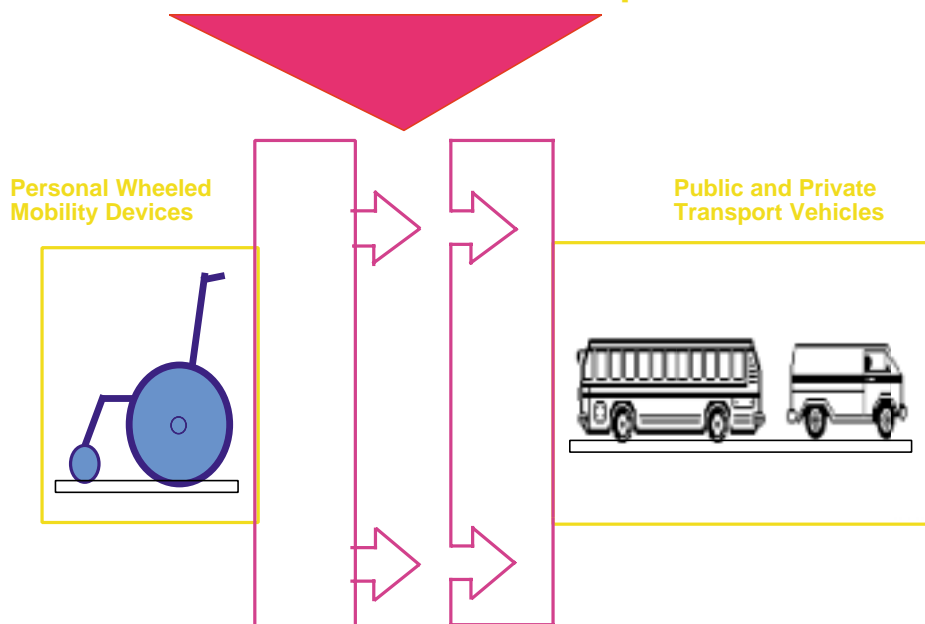 Personal Wheeled
Mobility Devices
Public and Private
Transport Vehicles